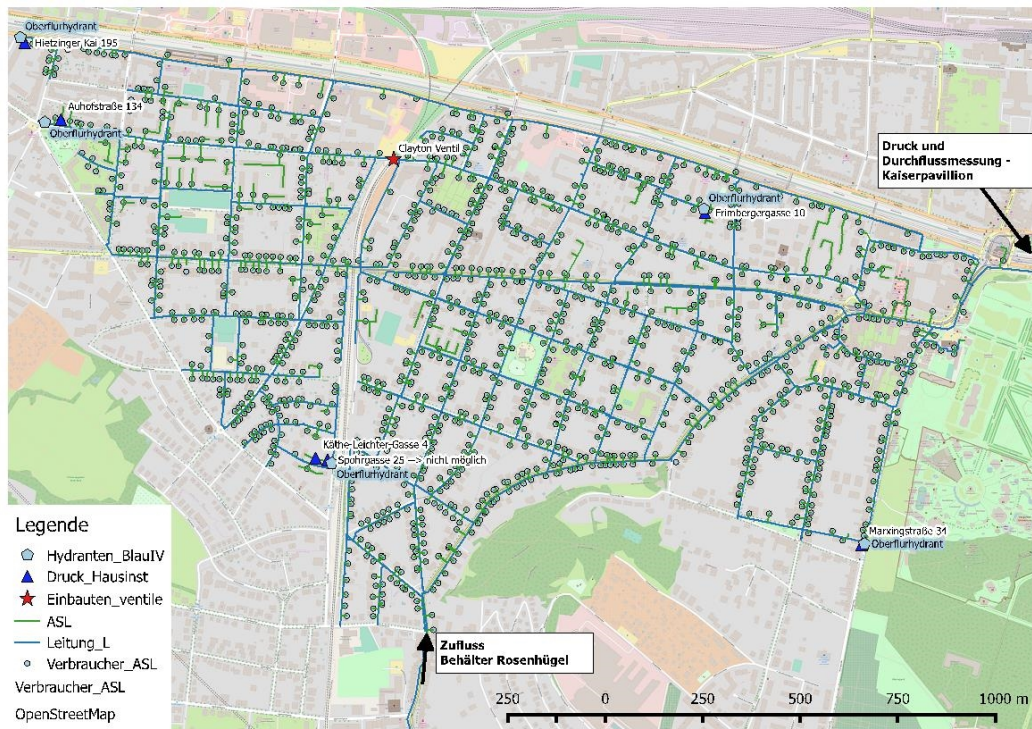 Oberflurhydrant
Hietzinger Kai 195
Auhofstraße 134
Oberflurhydrant
Clayton Ventil
Druck und
Durchflussmessung -
Kaiserpavillion
Oberflurhydrant
Frimbergergasse 10
Käthe-Leichter-Gasse 4
Spohrgasse 25 —> nicht möglich
Oberflurhydrant
Marxingstraße 34
Oberflurhydrant
Legende
Hydranten_BlauIV
Druck_Hausinst
Einbauten_ventile
ASL
Leitung_L
Verbraucher_ASL
Verbraucher_ASL
OpenStreetMap
Zufluss
Behälter Rosenhügel
250 0 250 500 750 1000 m